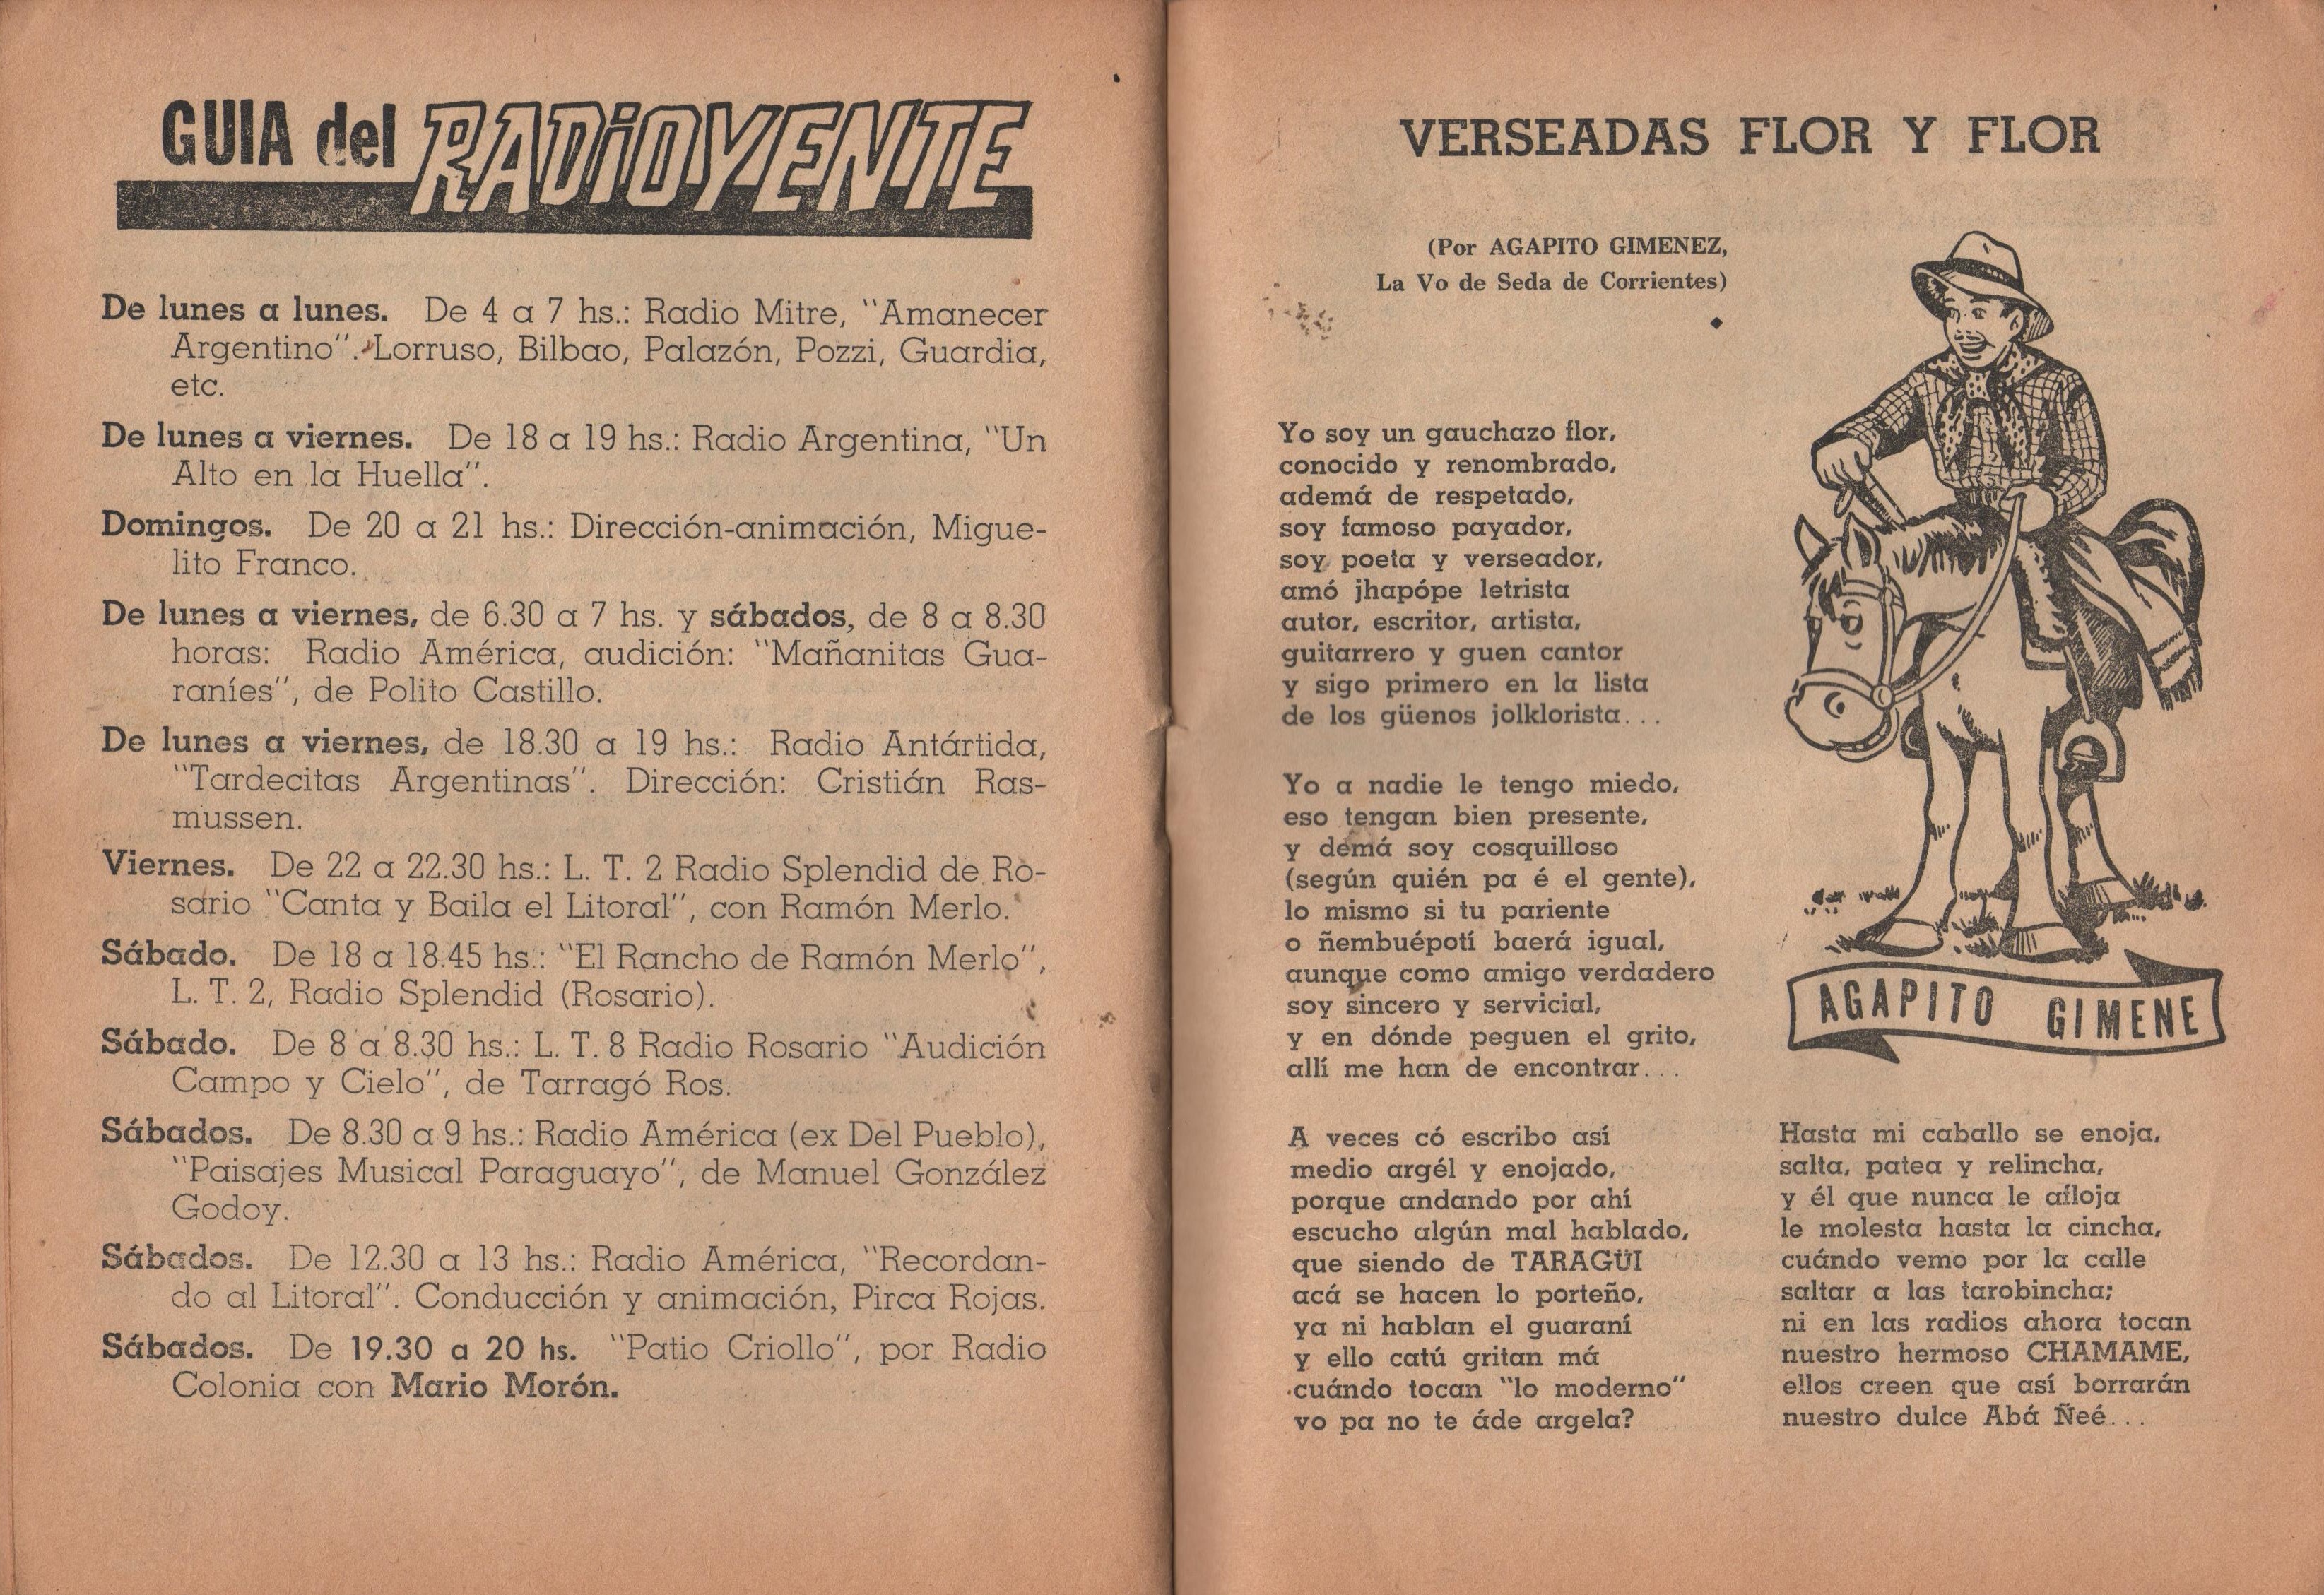 GUIA del RADiOYENTE
De lunes a lunes. De 4 a 7 hs.: Radio Mitre, "Amanecer
Argentino". Lorruso, Bilbao, Palazón, Pozzi, Guardia,
etc.
De lunes a viernes. De 18 a 19 hs.: Radio Argentina, "Un
Alto en la Huella".
Domingos. De 20 a 21 hs.: Dirección-animación, Migue-
lito Franco.
De lunes a viernes, de 6.30 a 7 hs. y sábados, de 8 a 8.30
horas: Radio América, audición: "Mañanitas Gua-
raníes", de Polito Castillo.
De lunes a viernes, de 18.30 a 19 hs.: Radio Antártida,
"Tardecitas Argentinas". Dirección: Cristián Ras-
mussen.
Viernes. De 22 a 22.30 hs.: L. T. 2 Radio Splendid de Ro-
sario "Canta y Baila el Litoral", con Ramón Merlo.
Sábado. De 18 a 18.45 hs.: "El Rancho de Ramón Merlo",
L. T. 2, Radio Splendid (Rosario).
Sábado. De 8 a 8.30 hs.: L. T. 8 Radio Rosario "Audición
Campo y Cielo", de Tarragó Ros.
Sábados. De 8.30 a 9 hs.: Radio América (ex Del Pueblo),
"Paisajes Musical Paraguayo", de Manuel González
Godoy.
Sábados. De 12.30 a 13 hs.: Radio América, "Recordan-
do al Litoral". Conducción y animación, Pirca Rojas.
Sábados. De 19.30 a 20 hs. "Patio Criollo", por Radio
Colonia con Mario Morón.
VERSEADAS FLOR Y FLOR
(Por AGAPITO GIMENEZ,
La Vo de Seda de Corrientes)
Yo soy un gauchazo flor,
conocido y renombrado,
ademá de respetado,
soy famoso payador,
soy poeta y verseador,
amó jhapópe letrista
autor, escritor, artista,
guitarrero y guen cantor
y sigo primero en la lista
de los güenos jolklorista...
Yo a nadie le tengo miedo,
eso tengan bien presente,
y demá soy cosquilloso
(según quién pa é el gente),
lo mismo si tu pariente
o ñembuépotí baerá igual,
aunque como amigo verdadero
soy sincero y servicial,
y en dónde peguen el grito,
allí me han de encontrar...
A veces có escribo así
medio argél y enojado,
porque andando por ahí
escucho algún mal hablado,
que siendo de TARAGÜI
acá se hacen lo porteño,
ya ni hablan el guaraní
y ello catú gritan má
cuándo tocan "lo moderno"
vo pa no te áde argela?
AGAPITO GIMENE
Hasta mi caballo se enoja,
salta, patea y relincha,
y él que nunca le afloja
le molesta hasta la cincha,
cuándo vemo por la calle
saltar a las tarobincha;
ni en las radios ahora tocan
nuestro hermoso CHAMAME,
ellos creen que así borrarán
nuestro dulce Abá Ñeé...